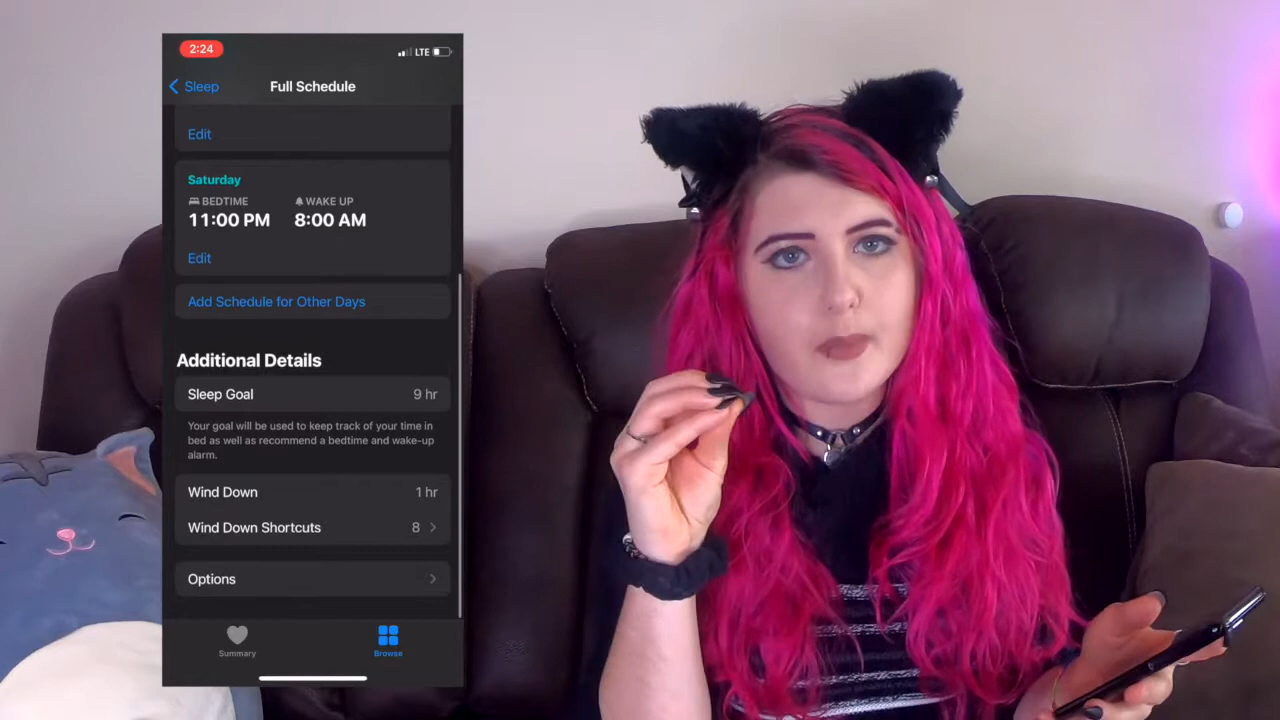 2:24
LTE
Sleep
Full Schedule
Edit
Saturday
BEDTIME
WAKE UP
11:00 PM
8:00 AM
Edit
Add Schedule for Other Days
Additional Details
Sleep Goal
9 hr
Your goal will be used to keep track of your time in
bed as well as recommend a bedtime and wake-up
alarm.
Wind Down
1 hr
Wind Down Shortcuts
8
Options
Summary
Browse